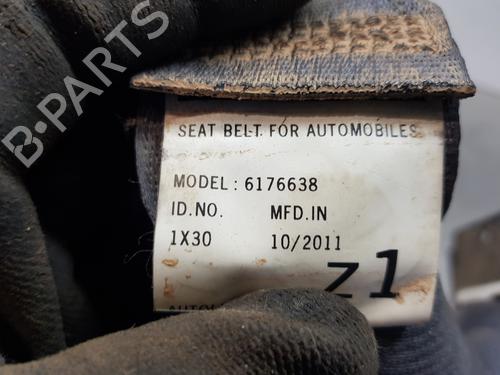 B-PARTS
SEAT BELT FOR AUTOMOBILES
MODEL : 6176638
ID.NO. MFD.IN
1X30 10/2011
Z1